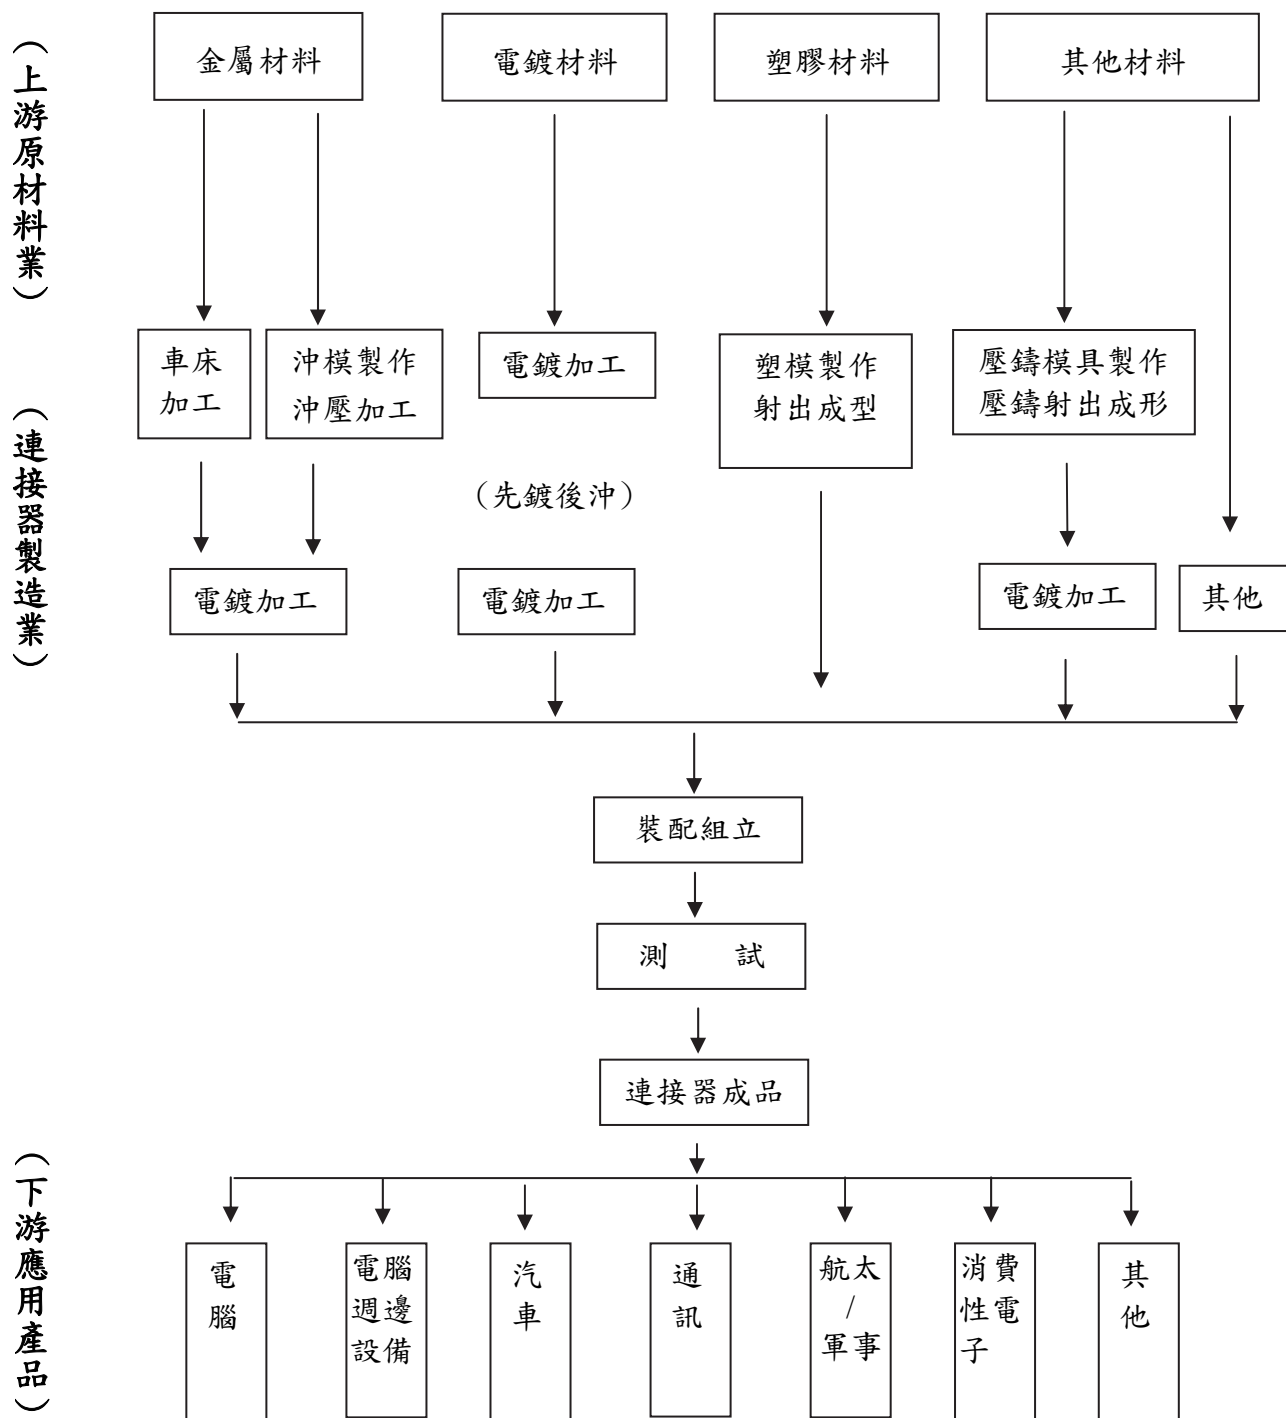 （上游原材料業）
金屬材料
電鍍材料
塑膠材料
其他材料
（連接器製造業）
車床
加工
沖模製作
沖壓加工
電鍍加工
塑模製作
射出成型
壓鑄模具製作
壓鑄射出成形
（先鍍後沖）
電鍍加工
電鍍加工
電鍍加工
其他
裝配組立
測　試
連接器成品
（下游應用產品）
電
腦
電腦
週邊
設備
汽
車
通
訊
航太
/
軍事
消費
性電
子
其
他